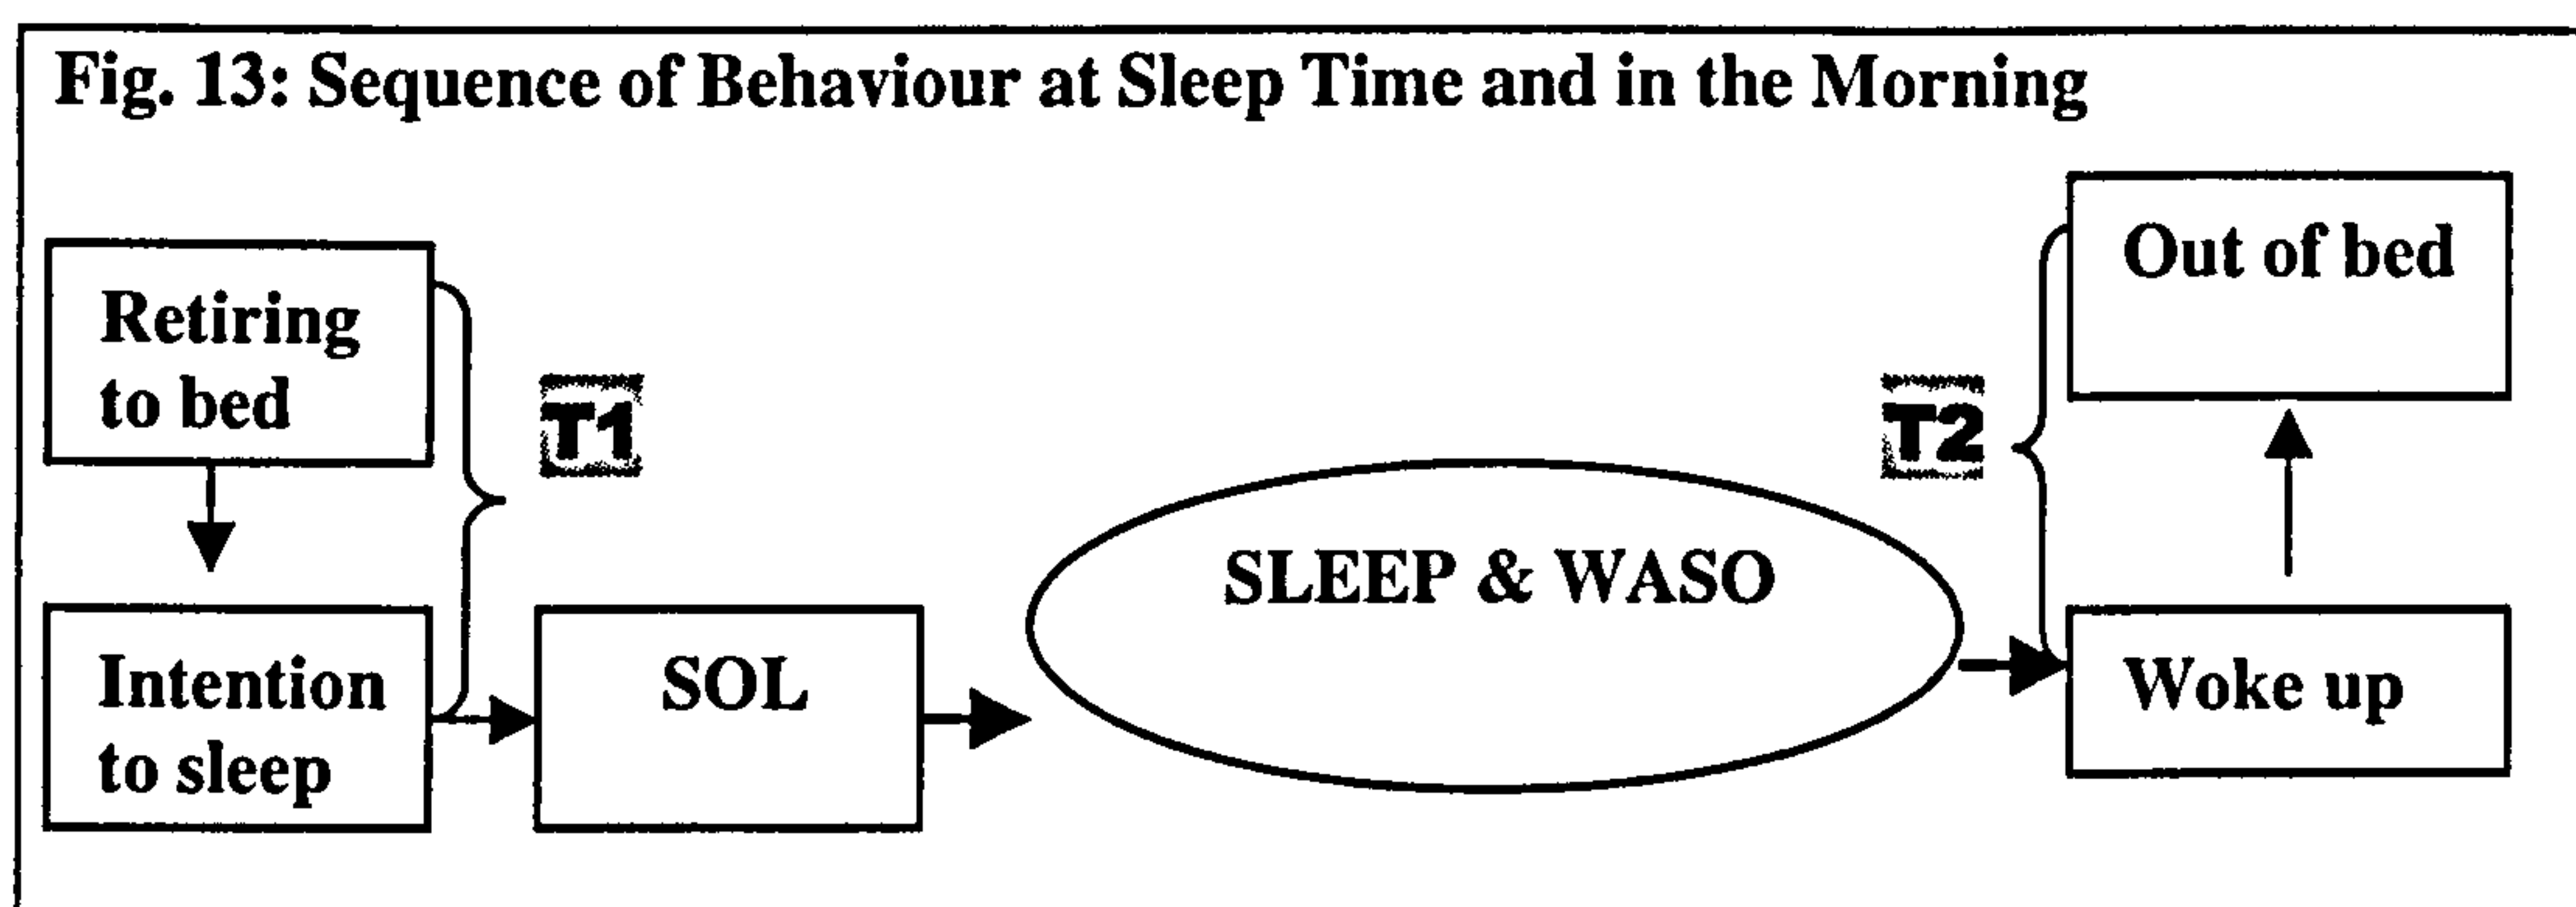 Fig. 13: Sequence of Behaviour at Sleep Time and in the Morning
Retiring
to bed
T1
Intention
to sleep
SOL
SLEEP & WASO
T2
Out of bed
Woke up